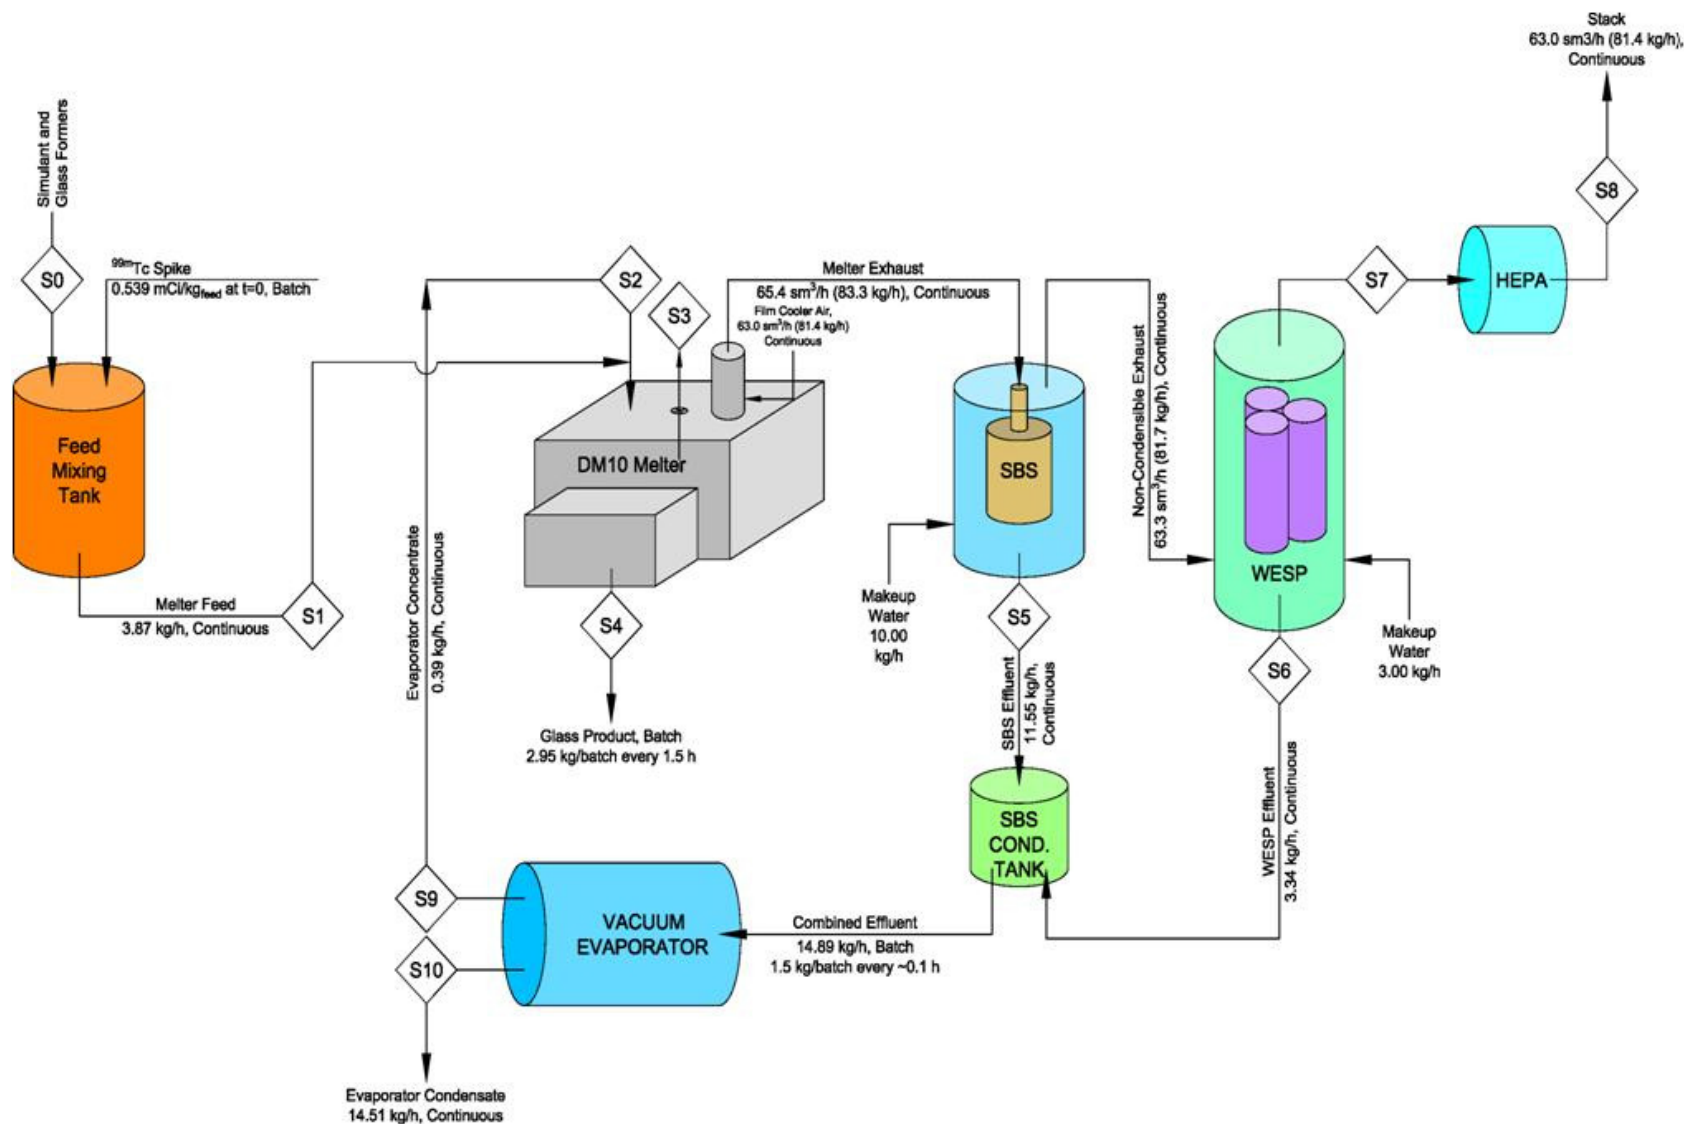 Stack
63.0 sm3/h (81.4 kg/h),
Continuous
S8
Simulant and
Glass Formers
S0
99mTc Spike
0.539 mCi/kgfeed at t=0, Batch
S2
S3
Melter Exhaust
65.4 sm³/h (83.3 kg/h), Continuous
Film Cooler Air,
63.0 sm³/h (81.4 kg/h)
Continuous
S7
HEPA
Feed
Mixing
Tank
DM10 Melter
SBS
Non-Condensible Exhaust
63.3 sm³/h (81.7 kg/h), Continuous
WESP
Melter Feed
3.87 kg/h, Continuous
S1
Evaporator Concentrate
0.39 kg/h, Continuous
S4
Makeup
Water
10.00
kg/h
S5
Makeup
Water
3.00 kg/h
S6
Glass Product, Batch
2.95 kg/batch every 1.5 h
SBS Effluent
11.55 kg/h,
Continuous
SBS
COND.
TANK
WESP Effluent
3.34 kg/h, Continuous
S9
VACUUM
EVAPORATOR
Combined Effluent
14.89 kg/h, Batch
1.5 kg/batch every ~0.1 h
S10
Evaporator Condensate
14.51 kg/h, Continuous